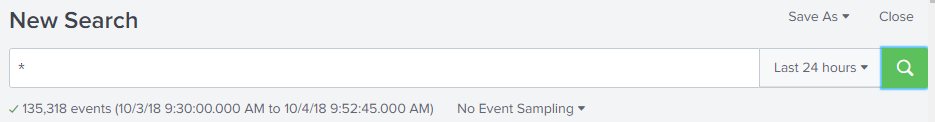 New Search
Save As Close
*
Last 24 hours
135,318 events (10/3/18 9:30:00.000 AM to 10/4/18 9:52:45.000 AM) No Event Sampling